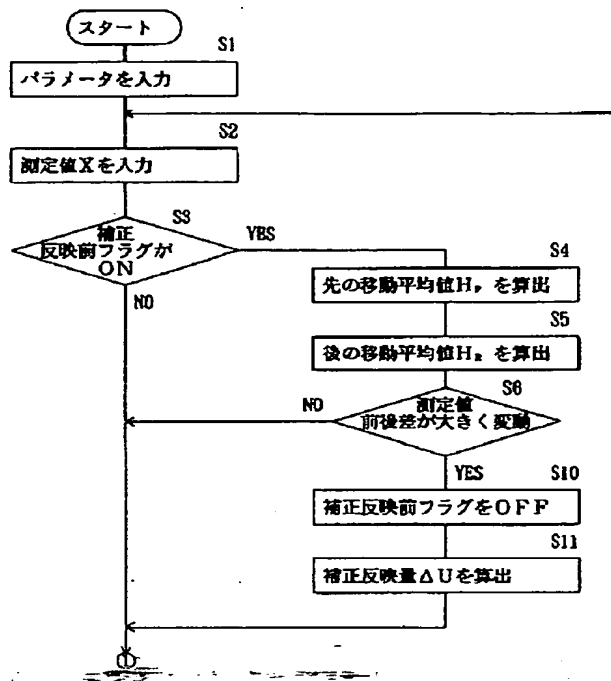 スタート
S1
パラメータを入力
S2
測定値Xを入力
S3
補正
反映前フラグが
ON
YES
NO
S4
先の移動平均値H_F を算出
S5
後の移動平均値H_R を算出
S6
測定値
前後差が大きく変動
NO
YES
S10
補正反映前フラグをOFF
S11
補正反映量ΔUを算出
①